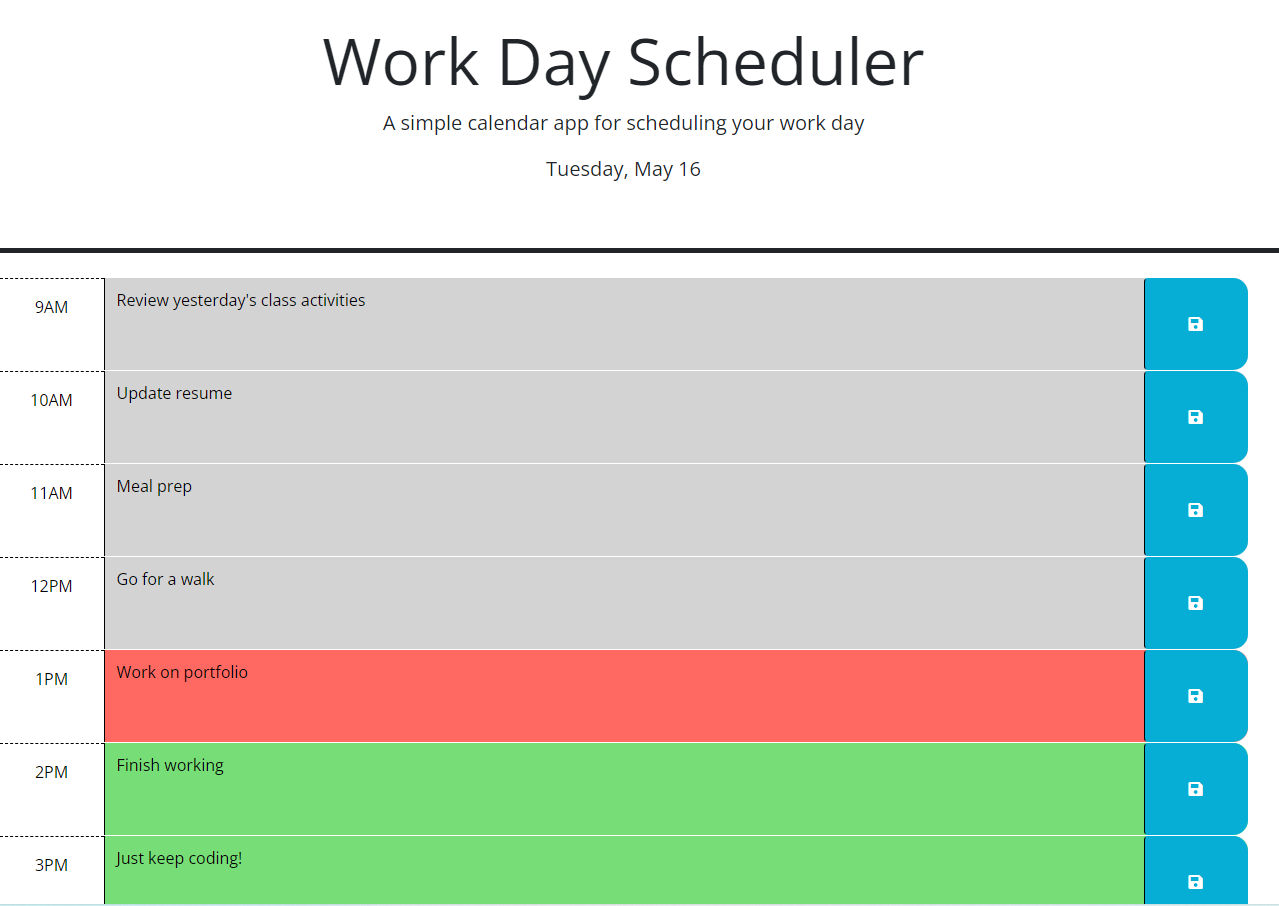 Work Day Scheduler
A simple calendar app for scheduling your work day
Tuesday, May 16
9AM
Review yesterday's class activities
10AM
Update resume
11AM
Meal prep
12PM
Go for a walk
1PM
Work on portfolio
2PM
Finish working
3PM
Just keep coding!